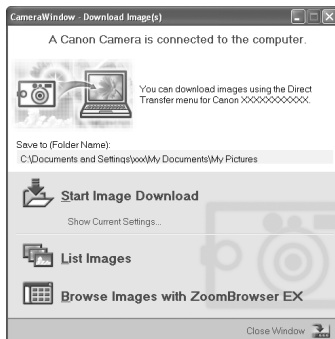 CameraWindow - Download Image(s)
A Canon Camera is connected to the computer.
You can download images using the Direct
Transfer menu for Canon XXXXXXXXXXX.
Save to (Folder Name):
C:\Documents and Settings\xxx\My Documents\My Pictures
Start Image Download
Show Current Settings...
List Images
Browse Images with ZoomBrowser EX
Close Window